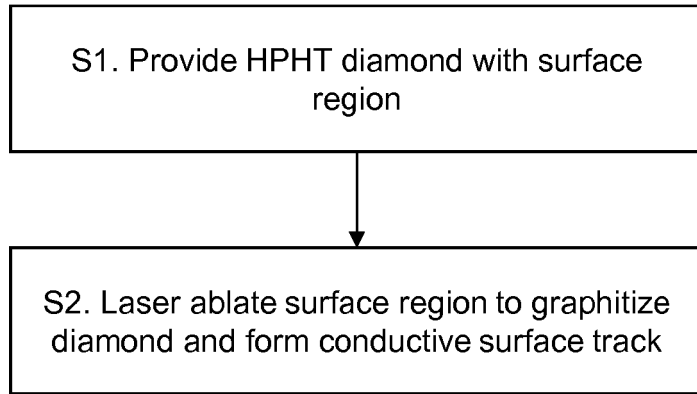 S1. Provide HPHT diamond with surface
region
S2. Laser ablate surface region to graphitize
diamond and form conductive surface track